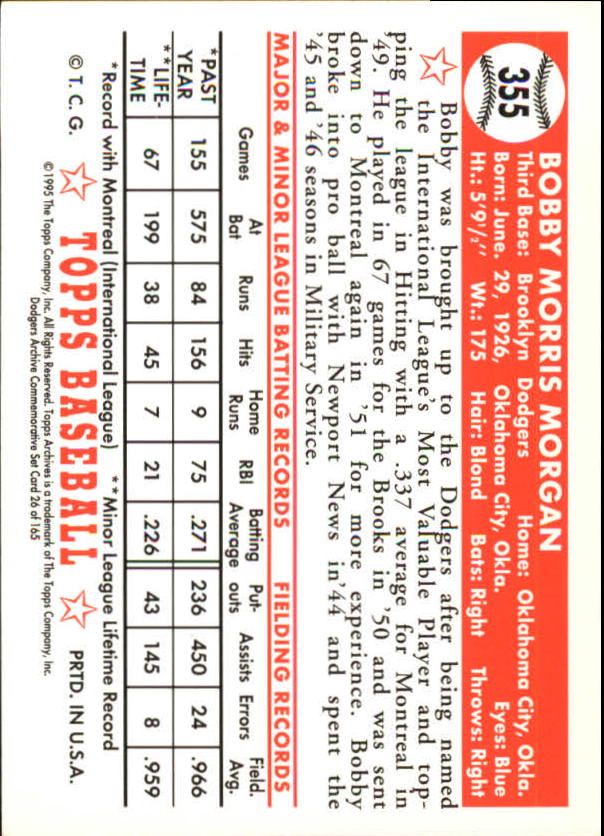 355
BOBBY MORRIS MORGAN
Third Base: Brooklyn Dodgers Home: Oklahoma City, Okla.
Born: June. 29, 1926, Oklahoma City, Okla. Eyes: Blue
Ht.: 5'9½" Wt.: 175 Hair: Blond Bats: Right Throws: Right
Bobby was brought up to the Dodgers after being named
the International League's Most Valuable Player and top-
ping the league in Hitting with a .337 average for Montreal in
'49. He played in 67 games for the Brooks in '50 and was sent
down to Montreal again in '51 for more experience. Bobby
broke into pro ball with Newport News in '44 and spent the
'45 and '46 seasons in Military Service.
MAJOR & MINOR LEAGUE BATTING RECORDS FIELDING RECORDS
Games At Bat Runs Hits Home Runs RBI Batting Average Put-outs Assists Errors Field. Avg.
*PAST YEAR 155 575 84 156 9 75 .271 236 450 24 .966
**LIFE-TIME 67 199 38 45 7 21 .226 43 145 8 .959
*Record with Montreal (International League) **Minor League Lifetime Record
© T. C. G. TOPPS BASEBALL PRTD. IN U.S.A.
© 1995 The Topps Company, Inc. All Rights Reserved. Topps Archives is a trademark of The Topps Company, Inc.
Dodgers Archive Commemorative Set Card 26 of 165